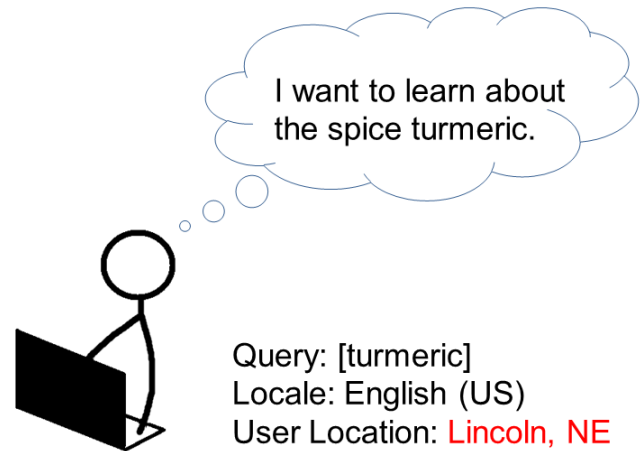 I want to learn about
the spice turmeric.
Query: [turmeric]
Locale: English (US)
User Location: Lincoln, NE